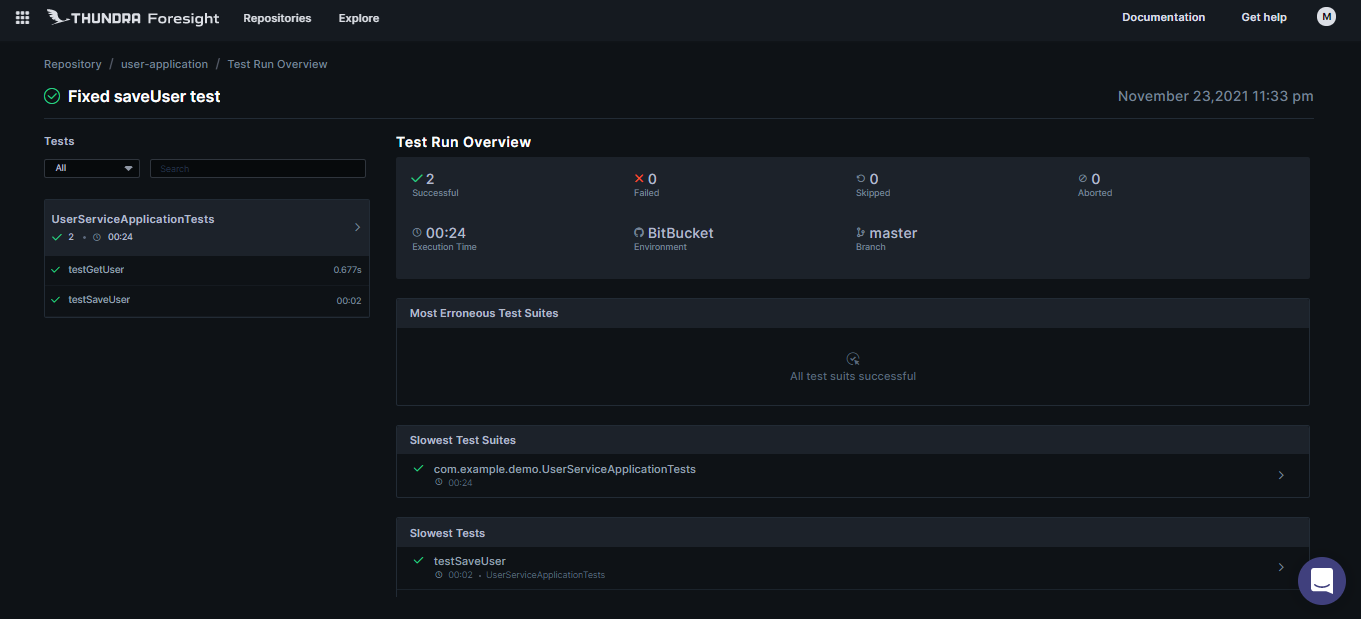 THUNDRA Foresight Repositories Explore Documentation Get help M
Repository / user-application / Test Run Overview
Fixed saveUser test
November 23,2021 11:33 pm
Tests
All
Search
UserServiceApplicationTests
2 • 00:24
testGetUser 0.677s
testSaveUser 00:02
Test Run Overview
2 0 0 0
Successful Failed Skipped Aborted
00:24 BitBucket master
Execution Time Environment Branch
Most Erroneous Test Suites
All test suits successful
Slowest Test Suites
com.example.demo.UserServiceApplicationTests
00:24
Slowest Tests
testSaveUser
00:02 • UserServiceApplicationTests